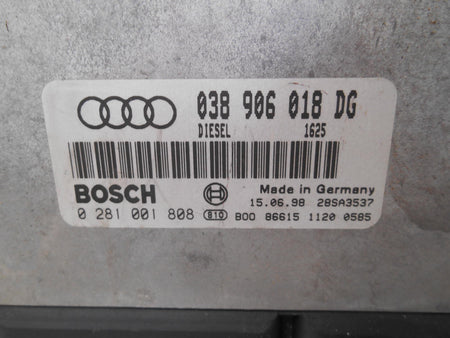 038 906 018 DG
DIESEL 1625
BOSCH Made in Germany
15.06.98 28SA3537
0 281 001 808 810 B00 86615 1120 0585